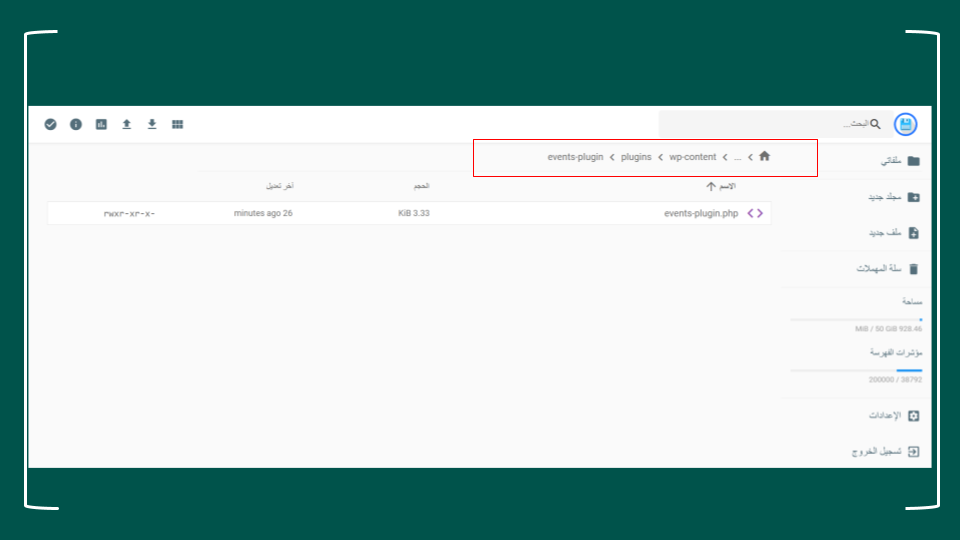 البحث...
... wp-content plugins events-plugin
الاسم الحجم آخر تعديل
events-plugin.php 3.33 KiB 26 minutes ago -rwxr-xr-x
ملفاتي
مجلد جديد
ملف جديد
سلة المهملات
مساحة
928.46 MiB / 50 GiB
مؤشرات الفهرسة
38792 / 200000
الإعدادات
تسجيل الخروج